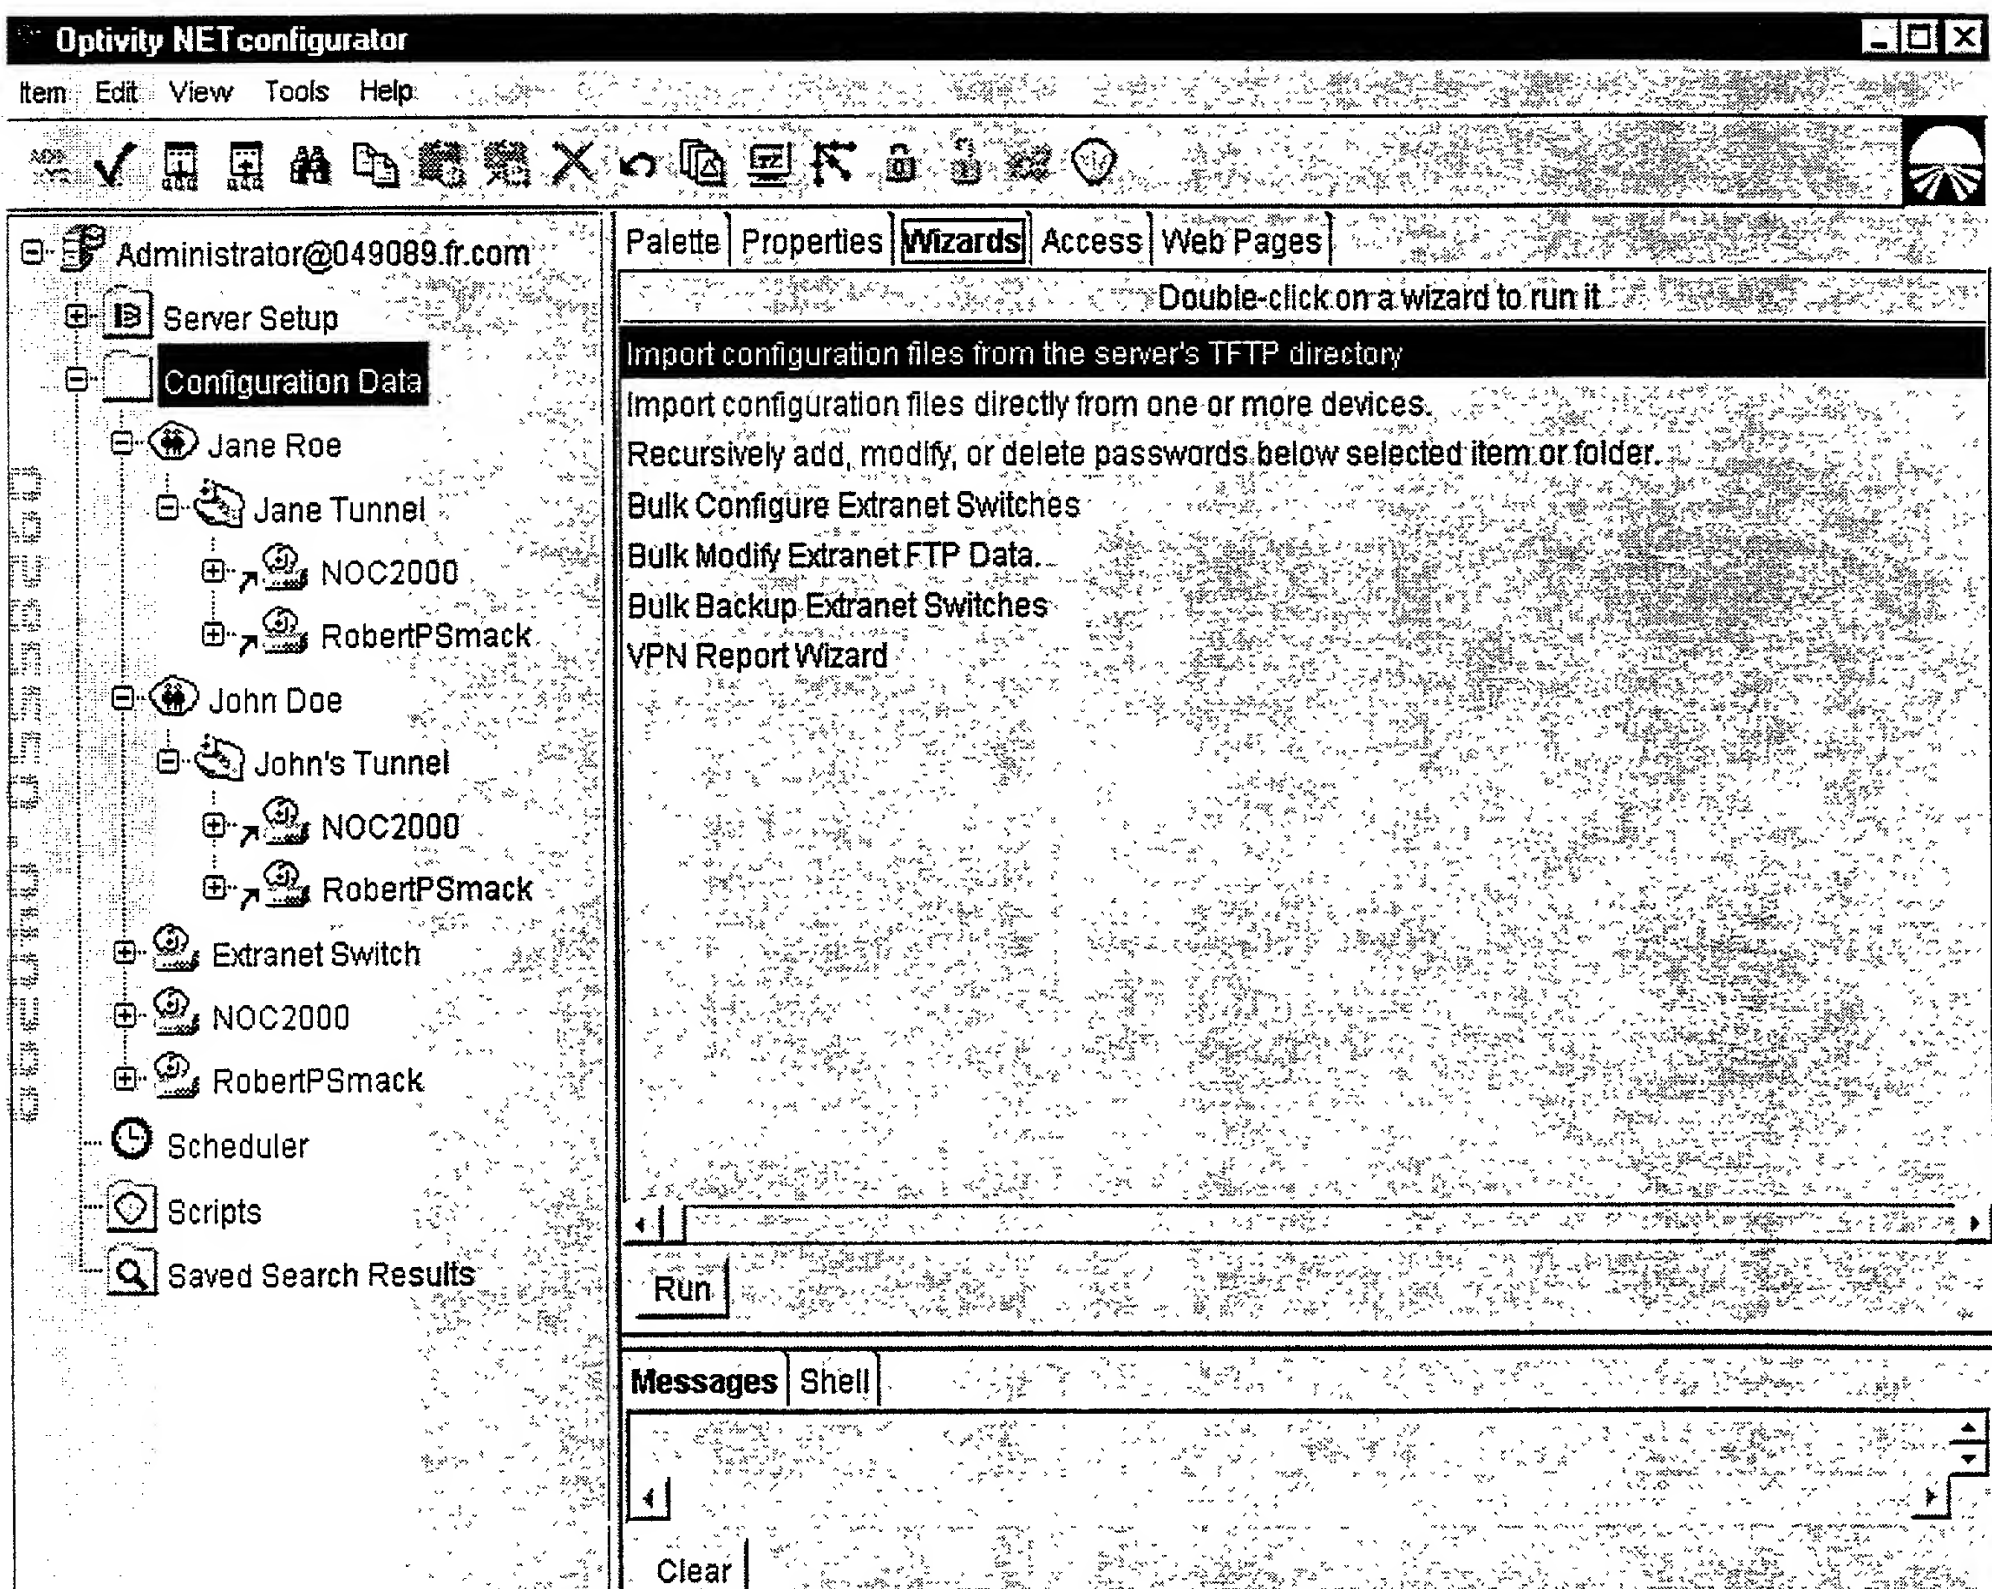 Optivity NETconfigurator
Item Edit View Tools Help
Palette Properties Wizards Access Web Pages
Administrator@049089.fr.com
Server Setup
Configuration Data
Jane Roe
Jane Tunnel
NOC2000
RobertPSmack
John Doe
John's Tunnel
NOC2000
RobertPSmack
Extranet Switch
NOC2000
RobertPSmack
Scheduler
Scripts
Saved Search Results
Double-click on a wizard to run it
Import configuration files from the server's TFTP directory
Import configuration files directly from one or more devices.
Recursively add, modify, or delete passwords below selected item or folder.
Bulk Configure Extranet Switches
Bulk Modify Extranet FTP Data.
Bulk Backup Extranet Switches
VPN Report Wizard
Run
Messages Shell
Clear